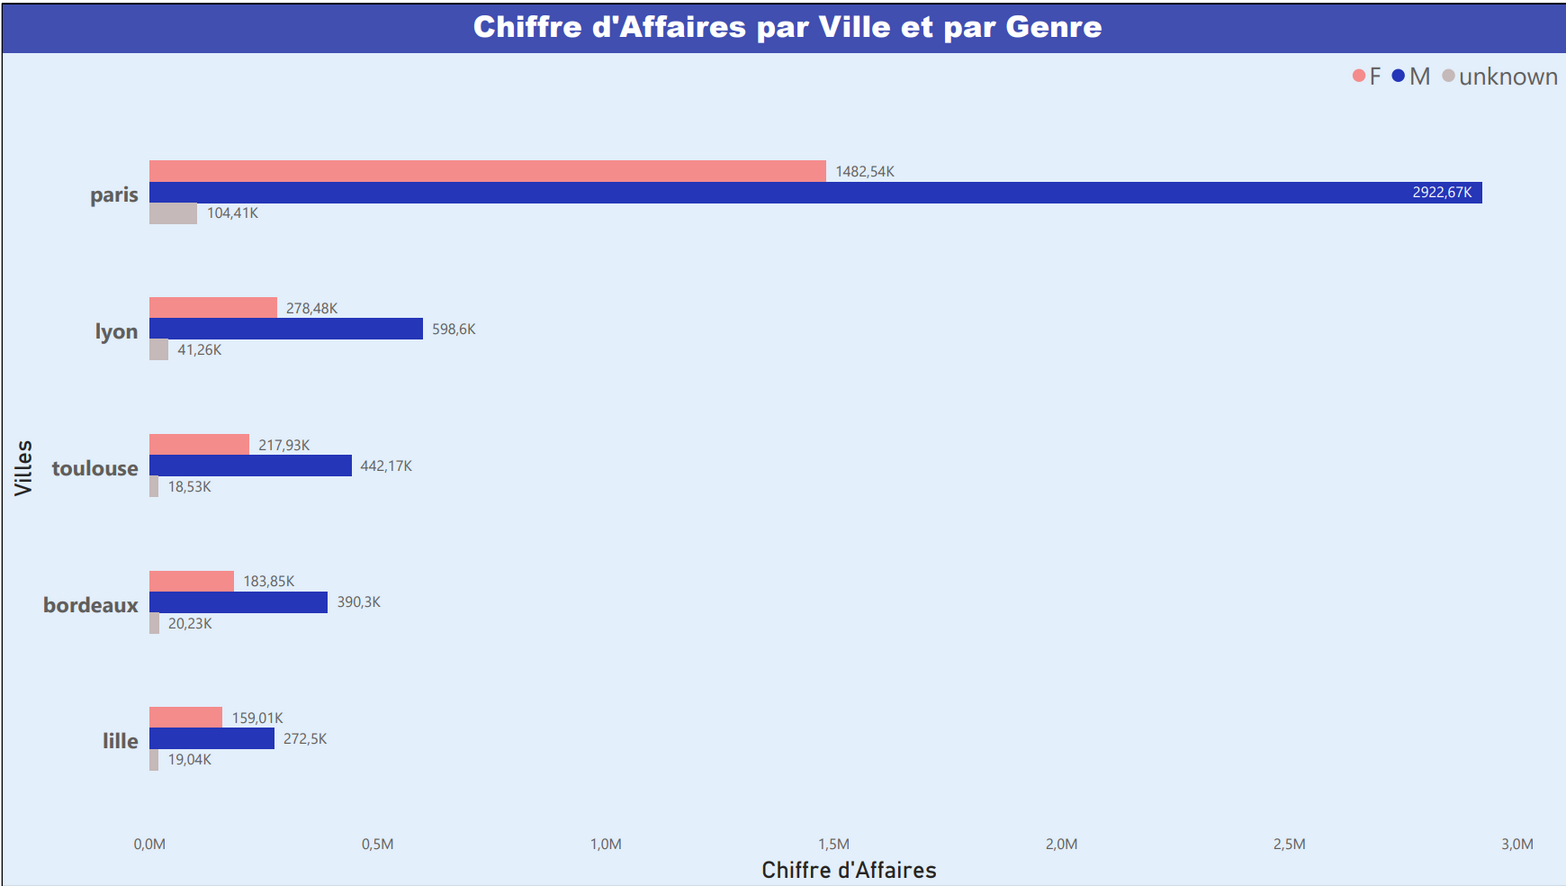 Chiffre d'Affaires par Ville et par Genre
F M unknown
paris
1482,54K
2922,67K
104,41K
lyon
278,48K
598,6K
41,26K
Villes
toulouse
217,93K
442,17K
18,53K
bordeaux
183,85K
390,3K
20,23K
lille
159,01K
272,5K
19,04K
0,0M 0,5M 1,0M 1,5M 2,0M 2,5M 3,0M
Chiffre d'Affaires